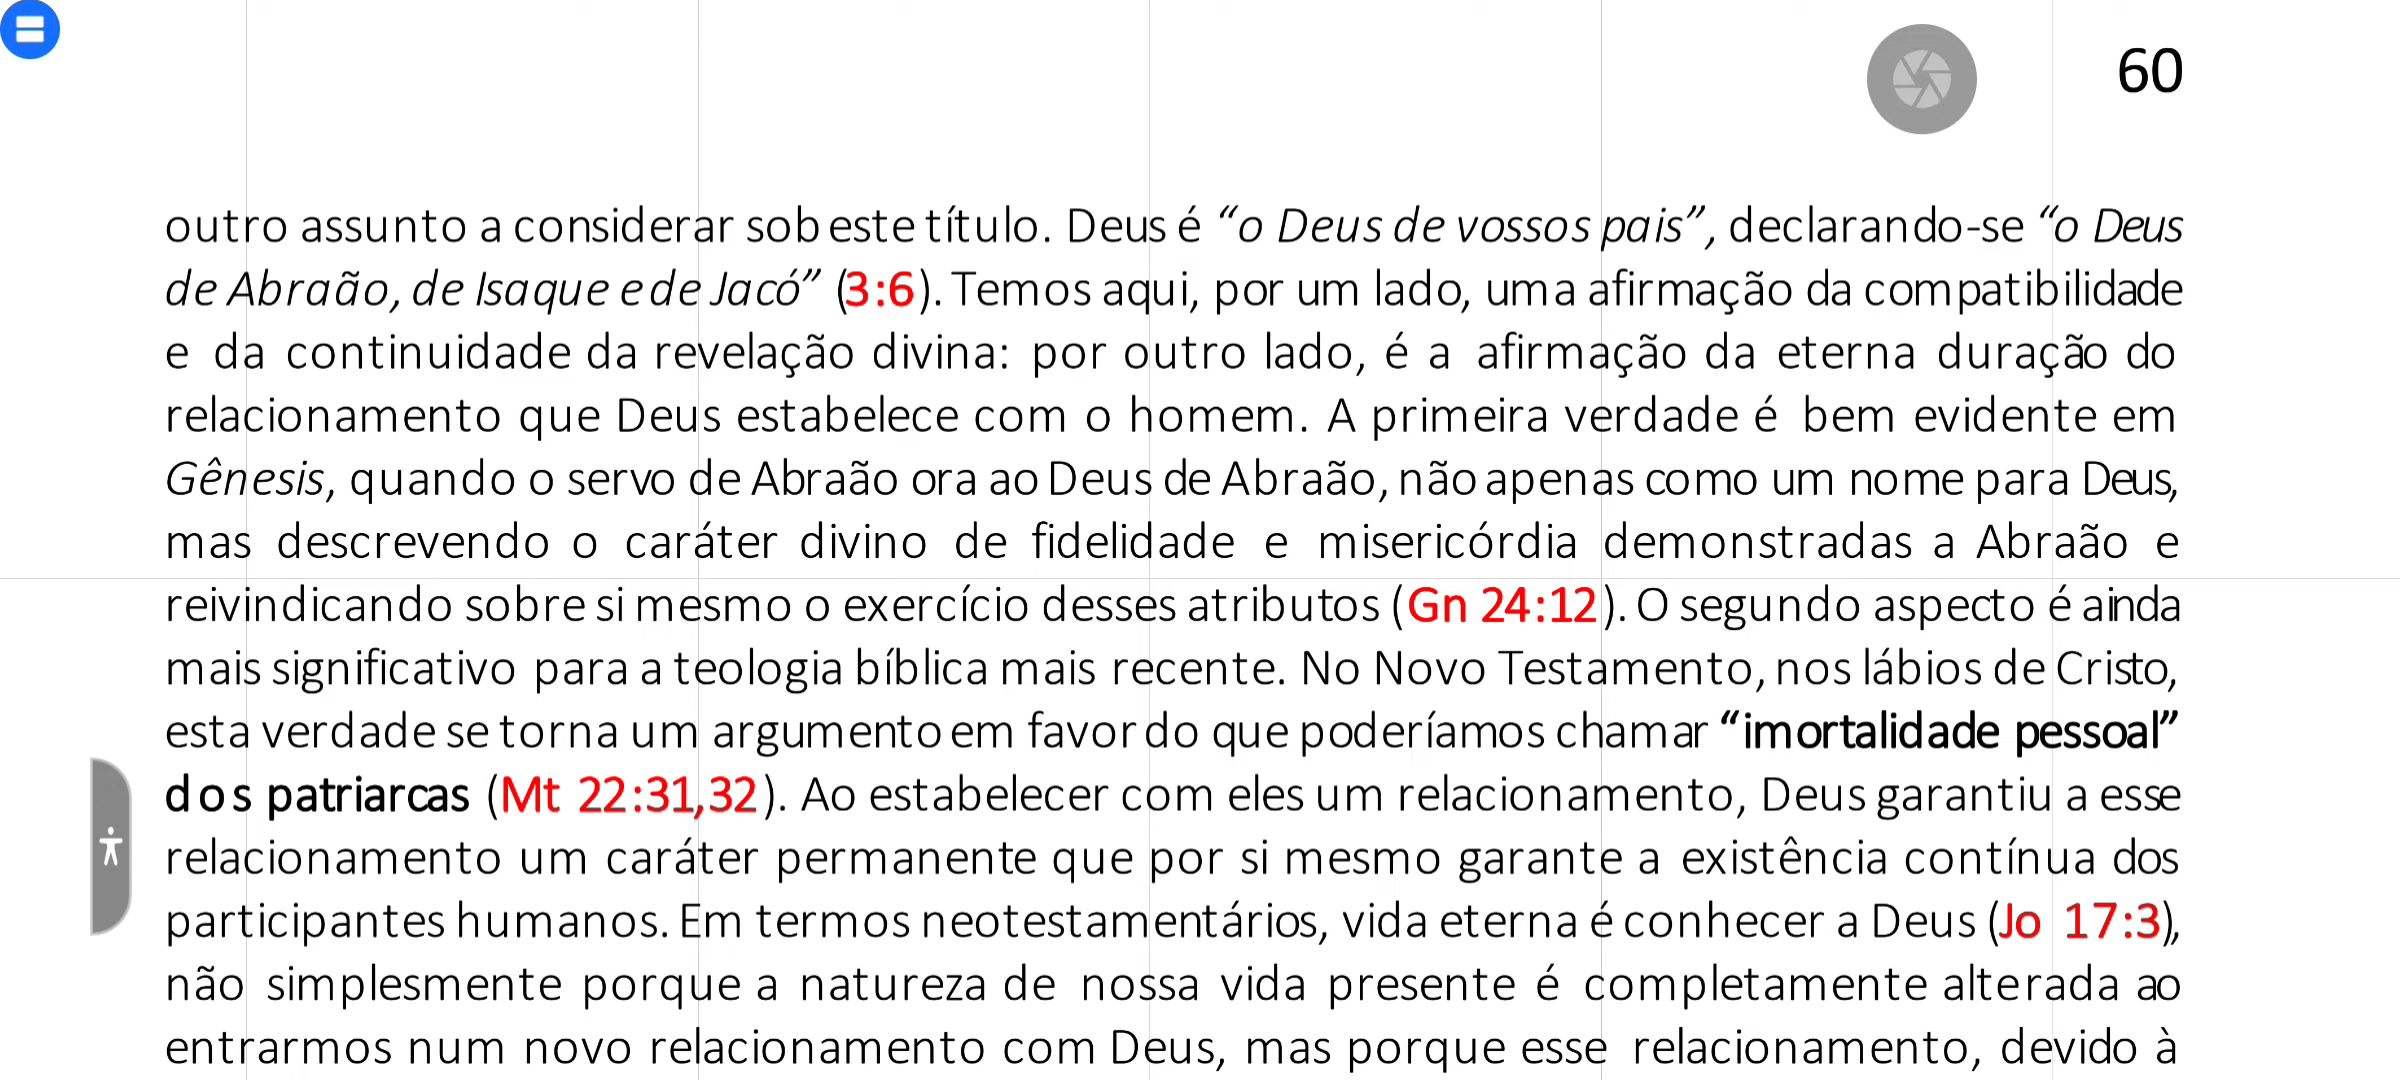 60
outro assunto a considerar sob este título. Deus é “o Deus de vossos pais”, declarando-se “o Deus
de Abraão, de Isaque e de Jacó” (3:6). Temos aqui, por um lado, uma afirmação da compatibilidade
e da continuidade da revelação divina: por outro lado, é a afirmação da eterna duração do
relacionamento que Deus estabelece com o homem. A primeira verdade é bem evidente em
Gênesis, quando o servo de Abraão ora ao Deus de Abraão, não apenas como um nome para Deus,
mas descrevendo o caráter divino de fidelidade e misericórdia demonstradas a Abraão e
reivindicando sobre si mesmo o exercício desses atributos (Gn 24:12). O segundo aspecto é ainda
mais significativo para a teologia bíblica mais recente. No Novo Testamento, nos lábios de Cristo,
esta verdade se torna um argumento em favor do que poderíamos chamar “imortalidade pessoal”
dos patriarcas (Mt 22:31,32). Ao estabelecer com eles um relacionamento, Deus garantiu a esse
relacionamento um caráter permanente que por si mesmo garante a existência contínua dos
participantes humanos. Em termos neotestamentários, vida eterna é conhecer a Deus (Jo 17:3),
não simplesmente porque a natureza de nossa vida presente é completamente alterada ao
entrarmos num novo relacionamento com Deus, mas porque esse relacionamento, devido à